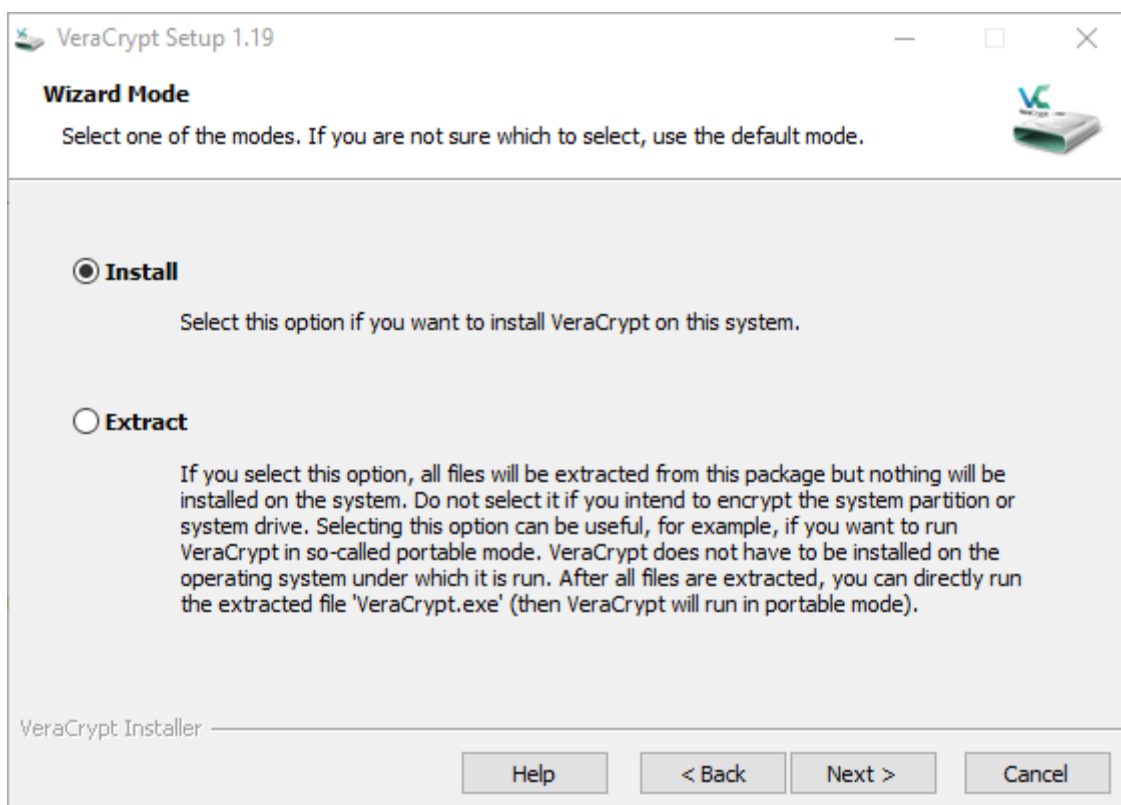 VeraCrypt Setup 1.19
Wizard Mode
Select one of the modes. If you are not sure which to select, use the default mode.
Install
Select this option if you want to install VeraCrypt on this system.
Extract
If you select this option, all files will be extracted from this package but nothing will be
installed on the system. Do not select it if you intend to encrypt the system partition or
system drive. Selecting this option can be useful, for example, if you want to run
VeraCrypt in so-called portable mode. VeraCrypt does not have to be installed on the
operating system under which it is run. After all files are extracted, you can directly run
the extracted file 'VeraCrypt.exe' (then VeraCrypt will run in portable mode).
VeraCrypt Installer
Help
< Back
Next >
Cancel